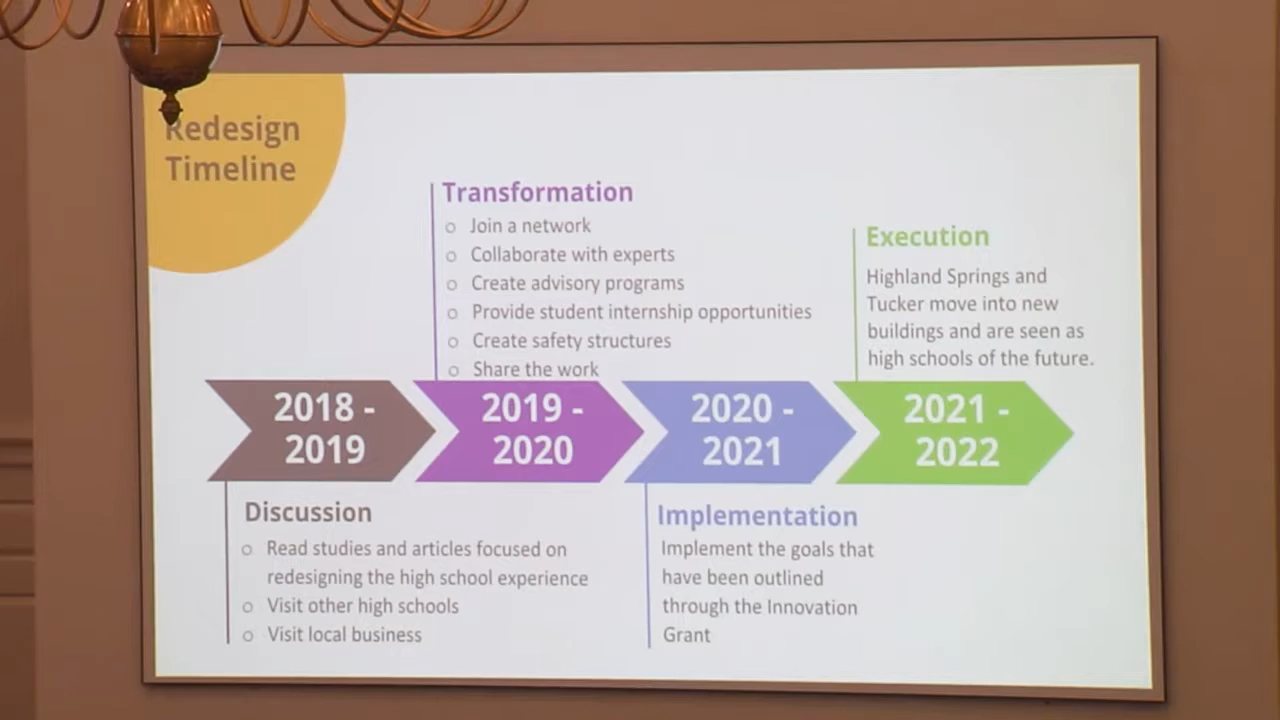 Redesign
Timeline
Transformation
o Join a network
o Collaborate with experts
o Create advisory programs
o Provide student internship opportunities
o Create safety structures
o Share the work
Execution
Highland Springs and
Tucker move into new
buildings and are seen as
high schools of the future.
2018 -
2019
2019 -
2020
2020 -
2021
2021 -
2022
Discussion
o Read studies and articles focused on
redesigning the high school experience
o Visit other high schools
o Visit local business
Implementation
Implement the goals that
have been outlined
through the Innovation
Grant